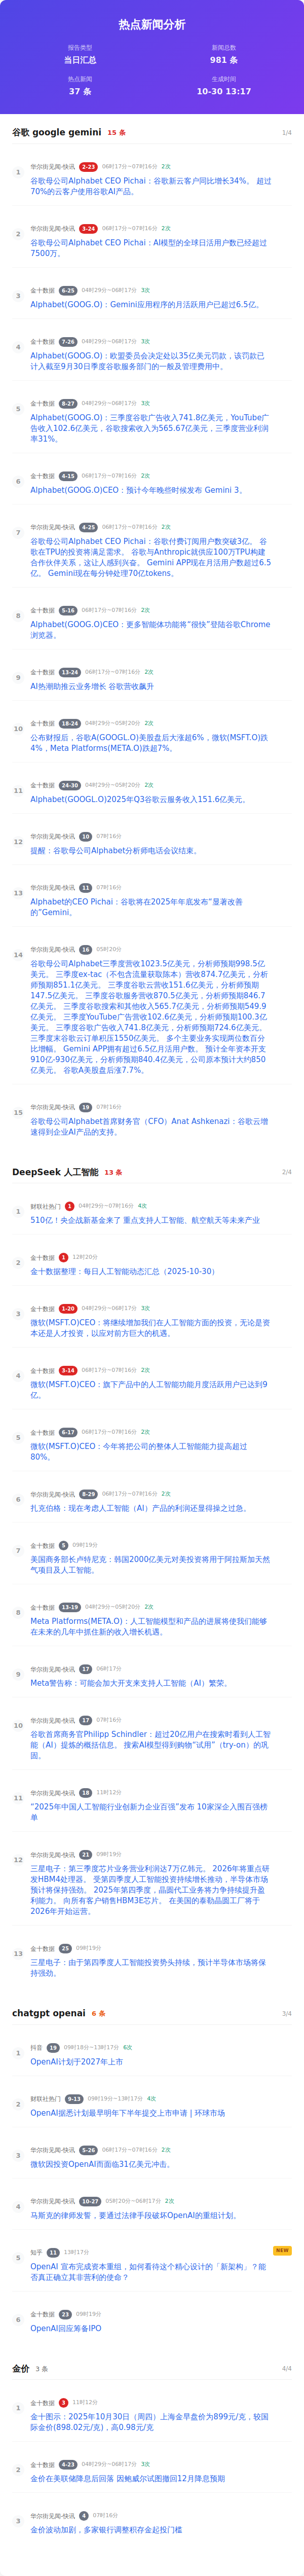 热点新闻分析
报告类型
当日汇总
新闻总数
981 条
热点新闻
37 条
生成时间
10-30 13:17
谷歌 google gemini 15 条 1/4
1
华尔街见闻-快讯 2-23 06时17分~07时16分 2次
谷歌母公司Alphabet CEO Pichai：谷歌新云客户同比增长34%。 超过
70%的云客户使用谷歌AI产品。
2
华尔街见闻-快讯 3-24 06时17分~07时16分 2次
谷歌母公司Alphabet CEO Pichai：AI模型的全球日活用户数已经超过
7500万。
3
金十数据 6-25 04时29分~06时17分 3次
Alphabet(GOOG.O)：Gemini应用程序的月活跃用户已超过6.5亿。
4
金十数据 7-26 04时29分~06时17分 3次
Alphabet(GOOG.O)：欧盟委员会决定处以35亿美元罚款，该罚款已
计入截至9月30日季度谷歌服务部门的一般及管理费用中。
5
金十数据 8-27 04时29分~06时17分 3次
Alphabet(GOOG.O)：三季度谷歌广告收入741.8亿美元，YouTube广
告收入102.6亿美元，谷歌搜索收入为565.67亿美元，三季度营业利润
率31%。
6
金十数据 4-15 06时17分~07时16分 2次
Alphabet(GOOG.O)CEO：预计今年晚些时候发布 Gemini 3。
7
华尔街见闻-快讯 4-25 06时17分~07时16分 2次
谷歌母公司Alphabet CEO Pichai：谷歌付费订阅用户数突破3亿。 谷
歌在TPU的投资将满足需求。 谷歌与Anthropic就供应100万TPU构建
合作伙伴关系，这让人感到兴奋。 Gemini APP现在月活跃用户数超过6.5
亿。 Gemini现在每分钟处理70亿tokens。
8
金十数据 5-16 06时17分~07时16分 2次
Alphabet(GOOG.O)CEO：更多智能体功能将“很快”登陆谷歌Chrome
浏览器。
9
金十数据 13-24 06时17分~07时16分 2次
AI热潮助推云业务增长 谷歌营收飙升
10
金十数据 18-24 04时29分~05时20分 2次
公布财报后，谷歌A(GOOGL.O)美股盘后大涨超6%，微软(MSFT.O)跌
4%，Meta Platforms(META.O)跌超7%。
11
金十数据 24-30 04时29分~05时20分 2次
Alphabet(GOOGL.O)2025年Q3谷歌云服务收入151.6亿美元。
12
华尔街见闻-快讯 10 07时16分
提醒：谷歌母公司Alphabet分析师电话会议结束。
13
华尔街见闻-快讯 11 07时16分
Alphabet的CEO Pichai：谷歌将在2025年年底发布“显著改善
的”Gemini。
14
华尔街见闻-快讯 16 05时20分
谷歌母公司Alphabet三季度营收1023.5亿美元，分析师预期998.5亿
美元。 三季度ex-tac（不包含流量获取版本）营收874.7亿美元，分析
师预期851.1亿美元。 三季度谷歌云营收151.6亿美元，分析师预期
147.5亿美元。 三季度谷歌服务营收870.5亿美元，分析师预期846.7
亿美元。 三季度谷歌搜索和其他收入565.7亿美元，分析师预期549.9
亿美元。 三季度YouTube广告营收102.6亿美元，分析师预期100.3亿
美元。 三季度谷歌广告收入741.8亿美元，分析师预期724.6亿美元。
三季度末谷歌云订单积压1550亿美元。 多个主要业务实现两位数百分
比增幅。 Gemini APP拥有超过6.5亿月活用户数。 预计全年资本开支
910亿-930亿美元，分析师预期840.4亿美元，公司原本预计大约850
亿美元。 谷歌A美股盘后涨7.7%。
15
华尔街见闻-快讯 19 07时16分
谷歌母公司Alphabet首席财务官（CFO）Anat Ashkenazi：谷歌云增
速得到企业AI产品的支持。
DeepSeek 人工智能 13 条 2/4
1
财联社热门 1 04时29分~07时16分 4次
510亿！央企战新基金来了 重点支持人工智能、航空航天等未来产业
2
金十数据 1 12时20分
金十数据整理：每日人工智能动态汇总（2025-10-30）
3
金十数据 1-20 04时29分~06时17分 3次
微软(MSFT.O)CEO：将继续增加我们在人工智能方面的投资，无论是资
本还是人才投资，以应对前方巨大的机遇。
4
金十数据 3-14 06时17分~07时16分 2次
微软(MSFT.O)CEO：旗下产品中的人工智能功能月度活跃用户已达到9
亿。
5
金十数据 6-17 06时17分~07时16分 2次
微软(MSFT.O)CEO：今年将把公司的整体人工智能能力提高超过
80%。
6
华尔街见闻-快讯 8-29 06时17分~07时16分 2次
扎克伯格：现在考虑人工智能（AI）产品的利润还显得操之过急。
7
金十数据 5 09时19分
美国商务部长卢特尼克：韩国2000亿美元对美投资将用于阿拉斯加天然
气项目及人工智能。
8
金十数据 13-19 04时29分~05时20分 2次
Meta Platforms(META.O)：人工智能模型和产品的进展将使我们能够
在未来的几年中抓住新的收入增长机遇。
9
华尔街见闻-快讯 17 06时17分
Meta警告称：可能会加大开支来支持人工智能（AI）繁荣。
10
华尔街见闻-快讯 17 07时16分
谷歌首席商务官Philipp Schindler：超过20亿用户在搜索时看到人工智
能（AI）提炼的概括信息。 搜索AI模型得到购物“试用”（try-on）的巩
固。
11
华尔街见闻-快讯 18 11时12分
“2025年中国人工智能行业创新力企业百强”发布 10家深企入围百强榜
单
12
华尔街见闻-快讯 21 09时19分
三星电子：第三季度芯片业务营业利润达7万亿韩元。 2026年将重点研
发HBM4处理器。 受第四季度人工智能投资持续增长推动，半导体市场
预计将保持强劲。 2025年第四季度，晶圆代工业务将力争持续提升盈
利能力。 向所有客户销售HBM3E芯片。 在美国的泰勒晶圆工厂将于
2026年开始运营。
13
金十数据 25 09时19分
三星电子：由于第四季度人工智能投资势头持续，预计半导体市场将保
持强劲。
chatgpt openai 6 条 3/4
1
抖音 19 09时18分~13时17分 6次
OpenAI计划于2027年上市
2
财联社热门 9-13 09时19分~13时17分 4次
OpenAI据悉计划最早明年下半年提交上市申请 | 环球市场
3
华尔街见闻-快讯 5-26 06时17分~07时16分 2次
微软因投资OpenAI而面临31亿美元冲击。
4
华尔街见闻-快讯 10-27 05时20分~06时17分 2次
马斯克的律师发誓，要通过法律手段破坏OpenAI的重组计划。
5
知乎 11 13时17分 NEW
OpenAI 宣布完成资本重组，如何看待这个精心设计的「新架构」？能
否真正确立其非营利的使命？
6
金十数据 23 09时19分
OpenAI回应筹备IPO
金价 3 条 4/4
1
金十数据 3 11时12分
金十图示：2025年10月30日（周四）上海金早盘价为899元/克，较国
际金价(898.02元/克)，高0.98元/克
2
金十数据 4-23 04时29分~06时17分 3次
金价在美联储降息后回落 因鲍威尔试图撤回12月降息预期
3
华尔街见闻-快讯 4 07时16分
金价波动加剧，多家银行调整积存金起投门槛